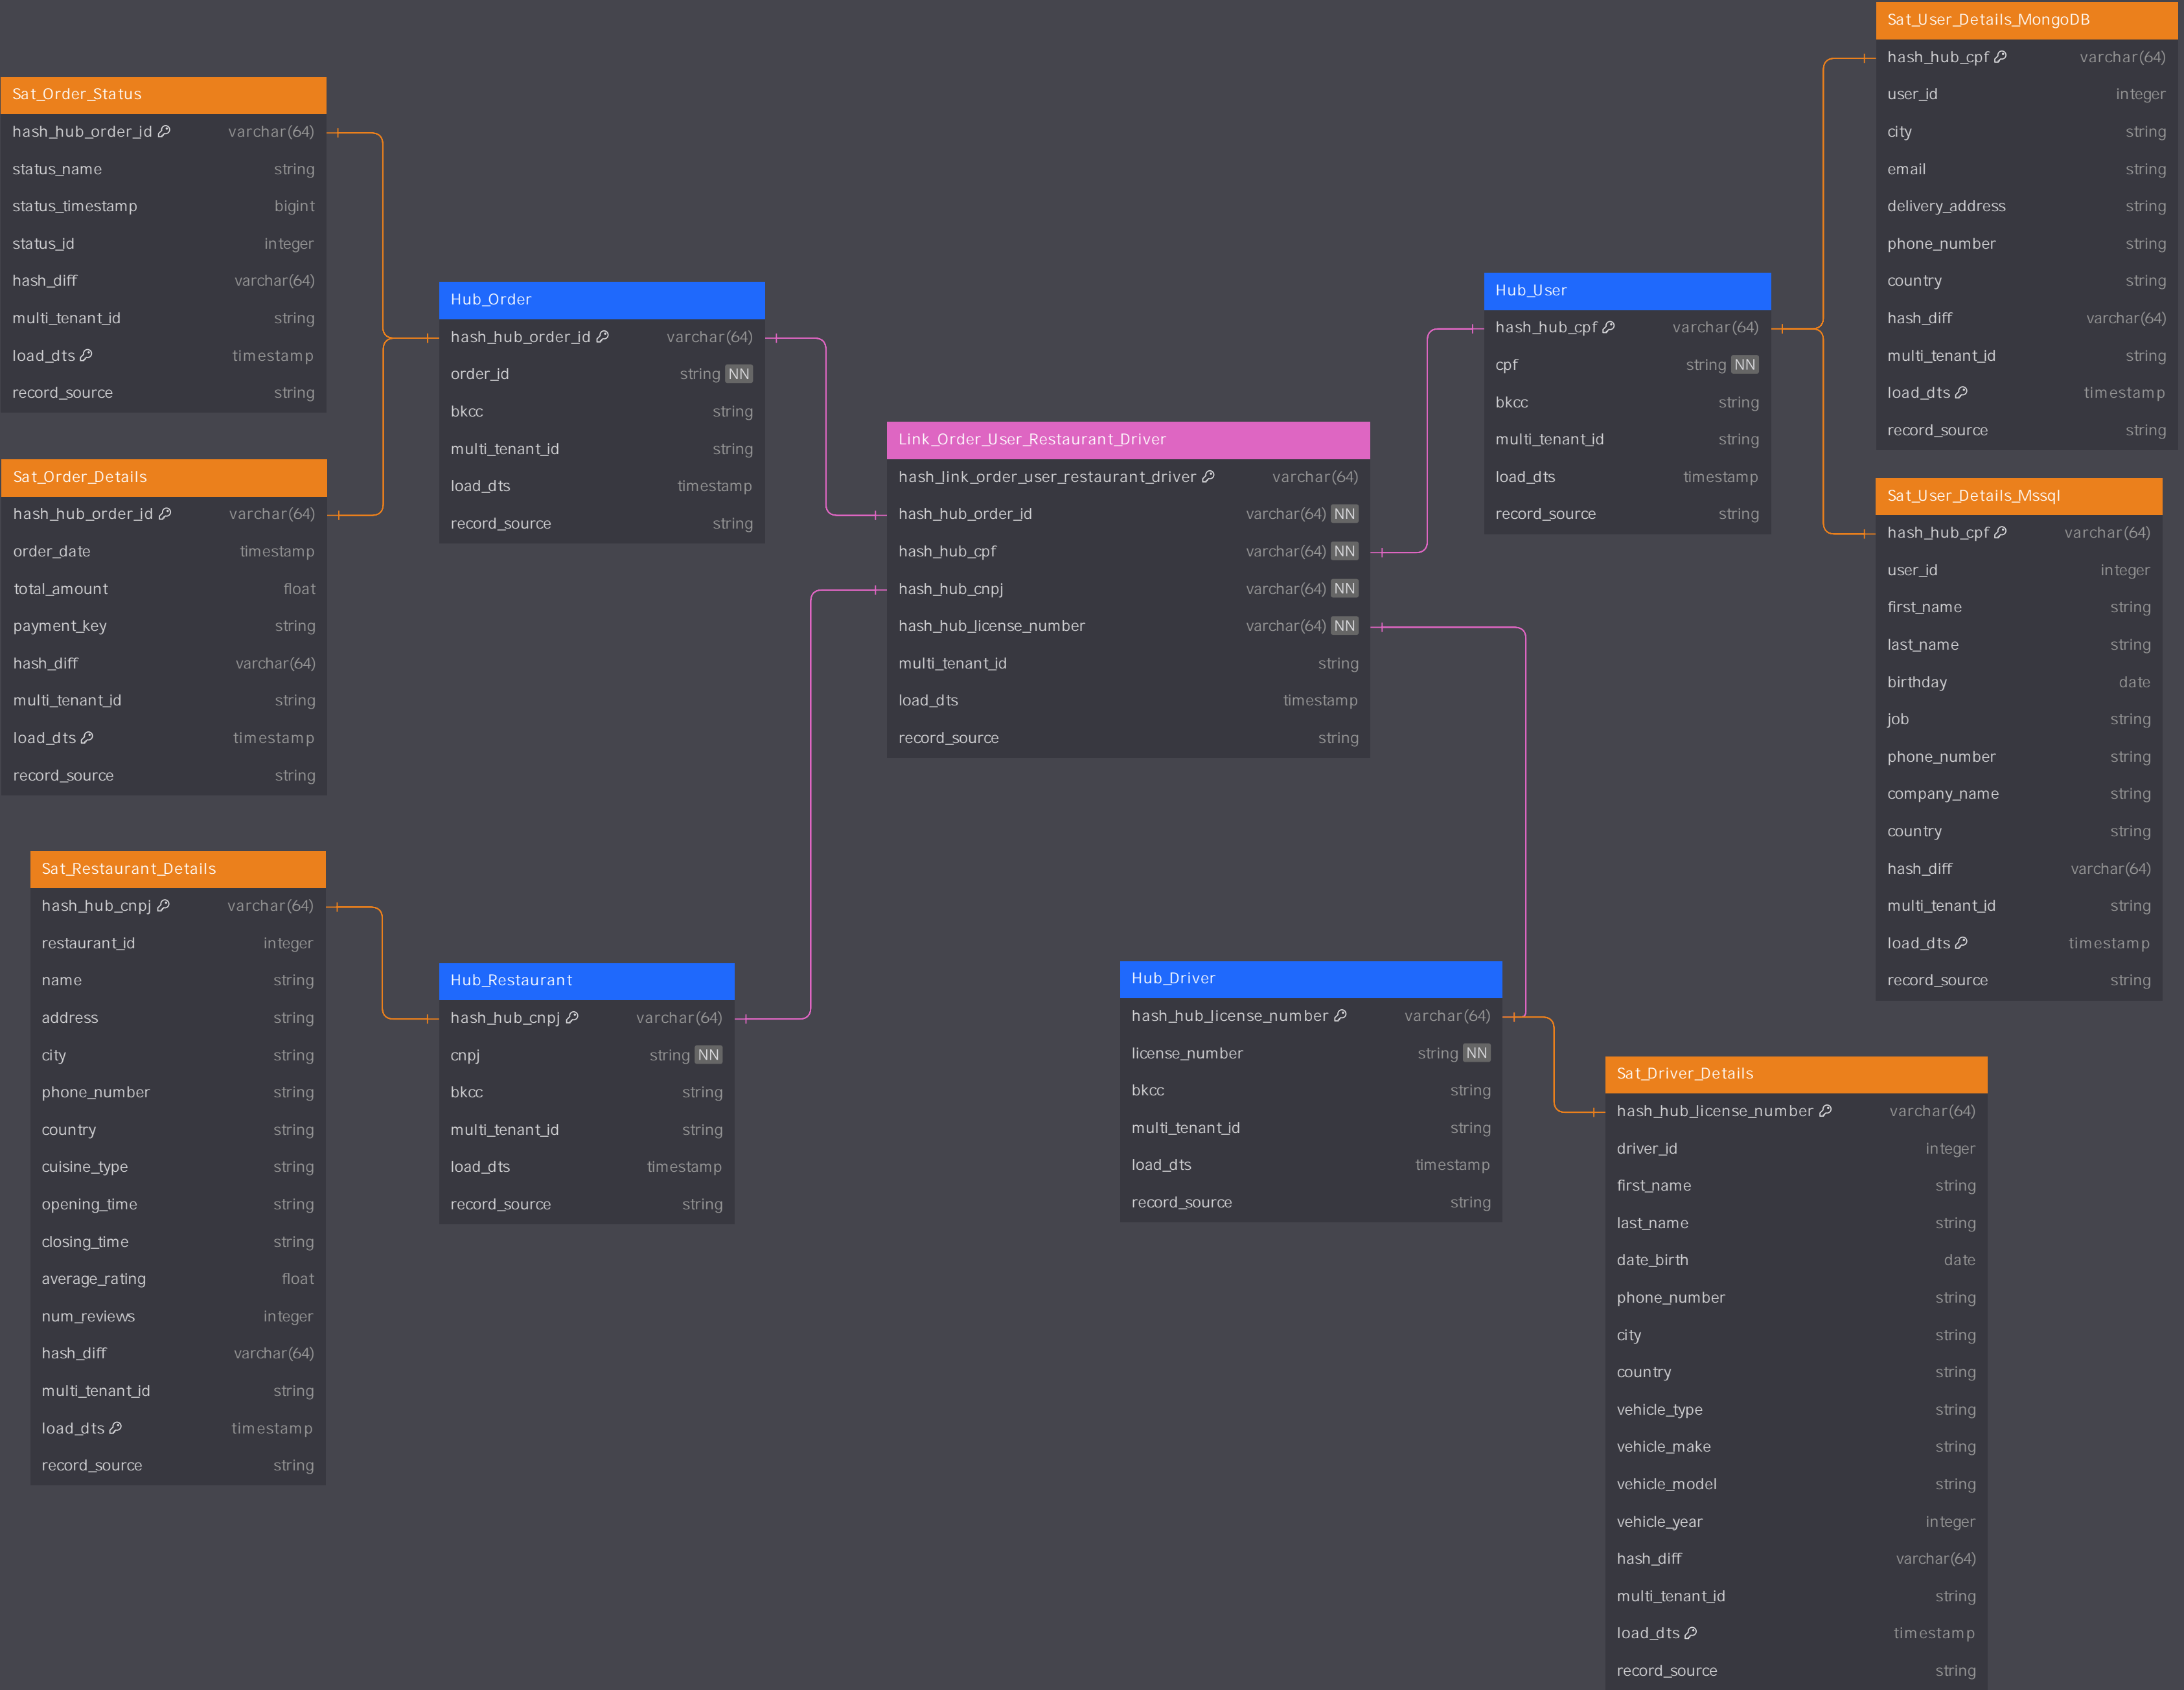 Sat_Order_Status
hash_hub_order_id varchar(64)
status_name string
status_timestamp bigint
status_id integer
hash_diff varchar(64)
multi_tenant_id string
load_dts timestamp
record_source string
Sat_Order_Details
hash_hub_order_id varchar(64)
order_date timestamp
total_amount float
payment_key string
hash_diff varchar(64)
multi_tenant_id string
load_dts timestamp
record_source string
Sat_Restaurant_Details
hash_hub_cnpj varchar(64)
restaurant_id integer
name string
address string
city string
phone_number string
country string
cuisine_type string
opening_time string
closing_time string
average_rating float
num_reviews integer
hash_diff varchar(64)
multi_tenant_id string
load_dts timestamp
record_source string
Hub_Order
hash_hub_order_id varchar(64)
order_id string NN
bkcc string
multi_tenant_id string
load_dts timestamp
record_source string
Hub_Restaurant
hash_hub_cnpj varchar(64)
cnpj string NN
bkcc string
multi_tenant_id string
load_dts timestamp
record_source string
Link_Order_User_Restaurant_Driver
hash_link_order_user_restaurant_driver varchar(64)
hash_hub_order_id varchar(64) NN
hash_hub_cpf varchar(64) NN
hash_hub_cnpj varchar(64) NN
hash_hub_license_number varchar(64) NN
multi_tenant_id string
load_dts timestamp
record_source string
Hub_Driver
hash_hub_license_number varchar(64)
license_number string NN
bkcc string
multi_tenant_id string
load_dts timestamp
record_source string
Hub_User
hash_hub_cpf varchar(64)
cpf string NN
bkcc string
multi_tenant_id string
load_dts timestamp
record_source string
Sat_User_Details_MongoDB
hash_hub_cpf varchar(64)
user_id integer
city string
email string
delivery_address string
phone_number string
country string
hash_diff varchar(64)
multi_tenant_id string
load_dts timestamp
record_source string
Sat_User_Details_Mssql
hash_hub_cpf varchar(64)
user_id integer
first_name string
last_name string
birthday date
job string
phone_number string
company_name string
country string
hash_diff varchar(64)
multi_tenant_id string
load_dts timestamp
record_source string
Sat_Driver_Details
hash_hub_license_number varchar(64)
driver_id integer
first_name string
last_name string
date_birth date
phone_number string
city string
country string
vehicle_type string
vehicle_make string
vehicle_model string
vehicle_year integer
hash_diff varchar(64)
multi_tenant_id string
load_dts timestamp
record_source string